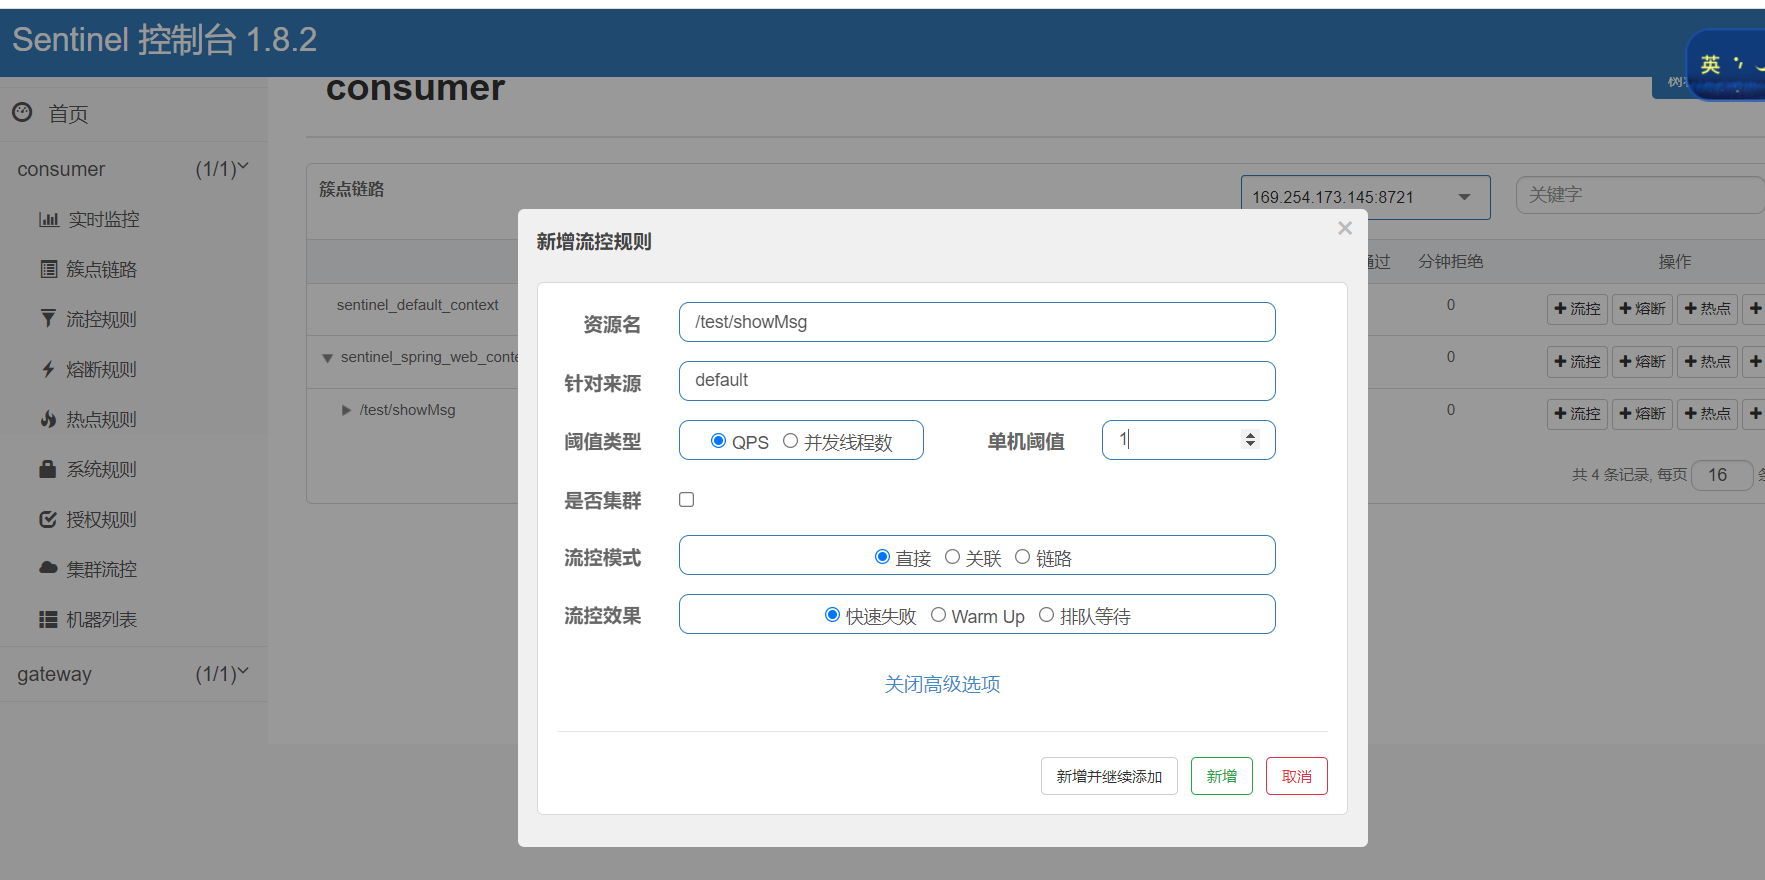 Sentinel 控制台 1.8.2
英
首页
consumer (1/1)
实时监控
簇点链路
流控规则
熔断规则
热点规则
系统规则
授权规则
集群流控
机器列表
gateway (1/1)
consumer
簇点链路
169.254.173.145:8721
关键字
通过 分钟拒绝 操作
sentinel_default_context 0 流控 熔断 热点
sentinel_spring_web_conte 0 流控 熔断 热点
/test/showMsg 0 流控 熔断 热点
共 4 条记录, 每页 16
新增流控规则
×
资源名 /test/showMsg
针对来源 default
阈值类型 QPS 并发线程数 单机阈值 1
是否集群
流控模式 直接 关联 链路
流控效果 快速失败 Warm Up 排队等待
关闭高级选项
新增并继续添加 新增 取消